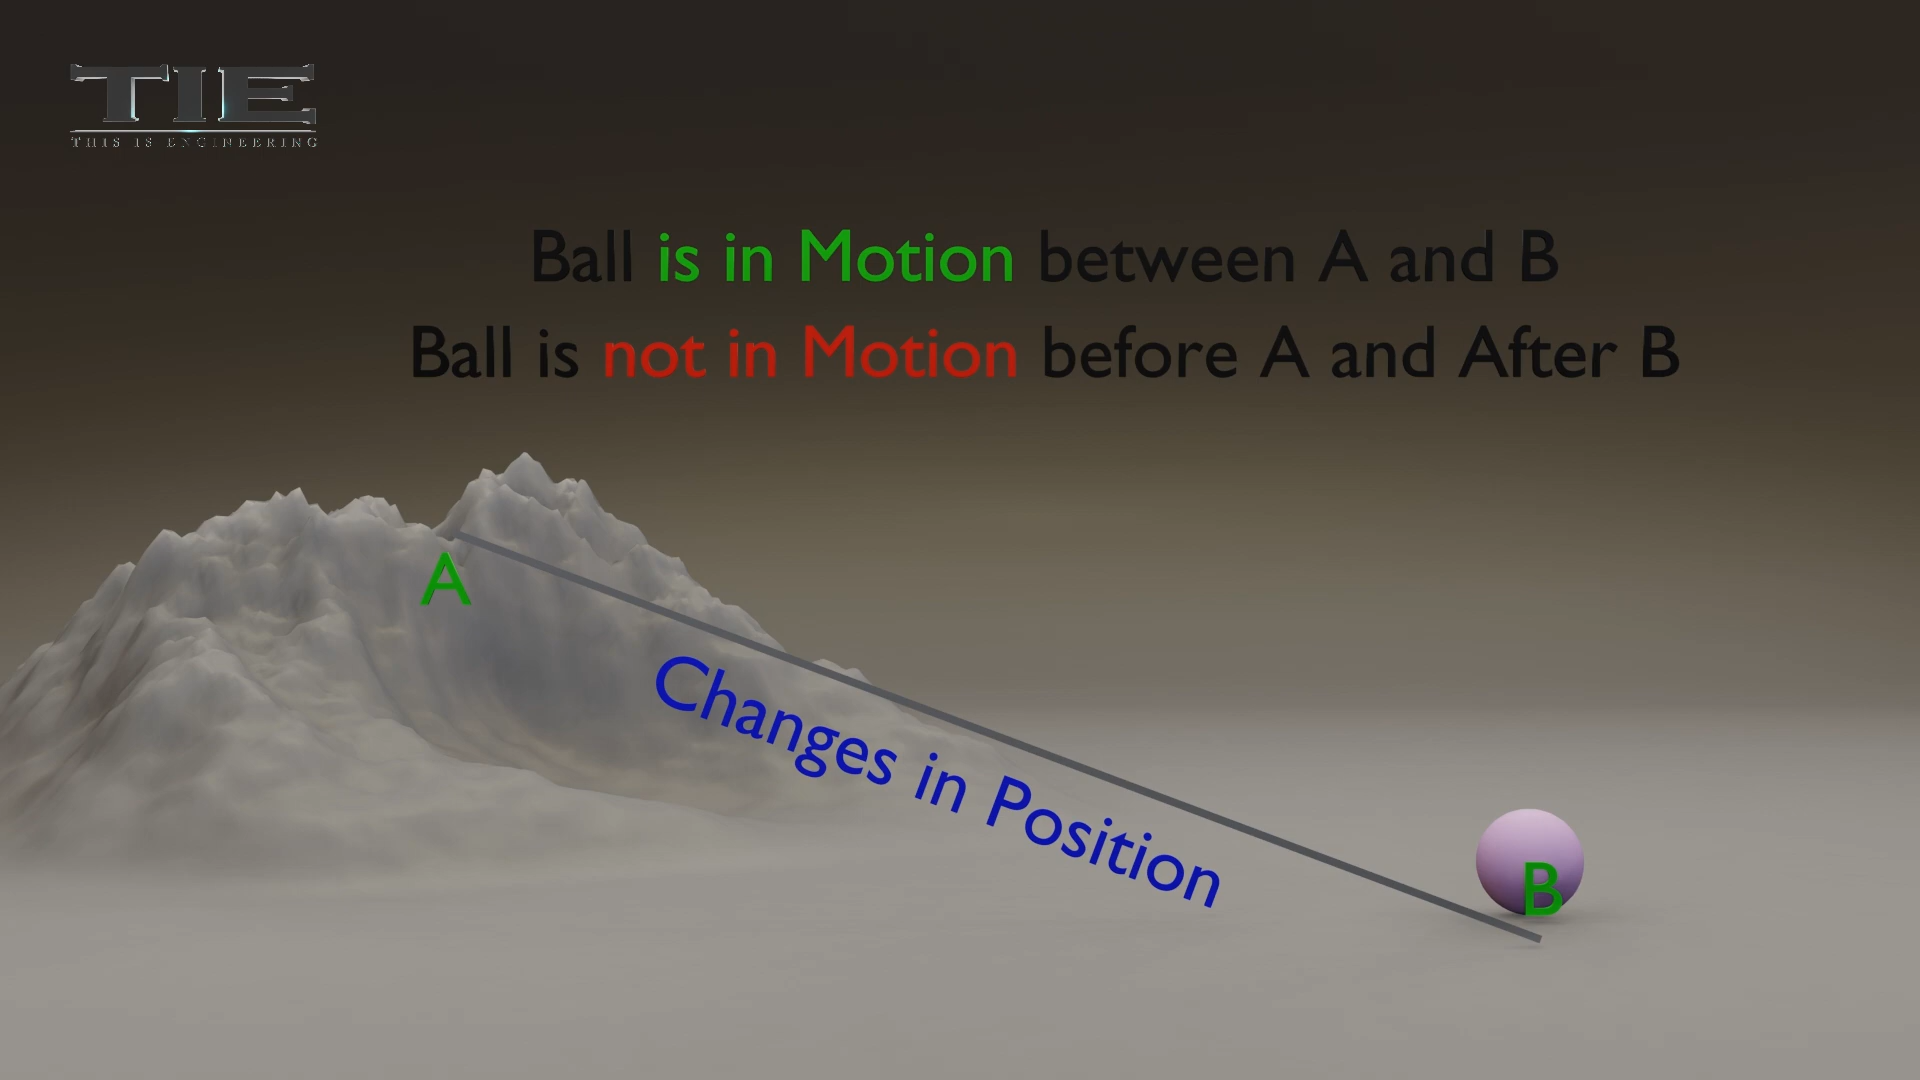 TIE
THIS IS ENGINEERING
Ball is in Motion between A and B
Ball is not in Motion before A and After B
A
Changes in Position
B